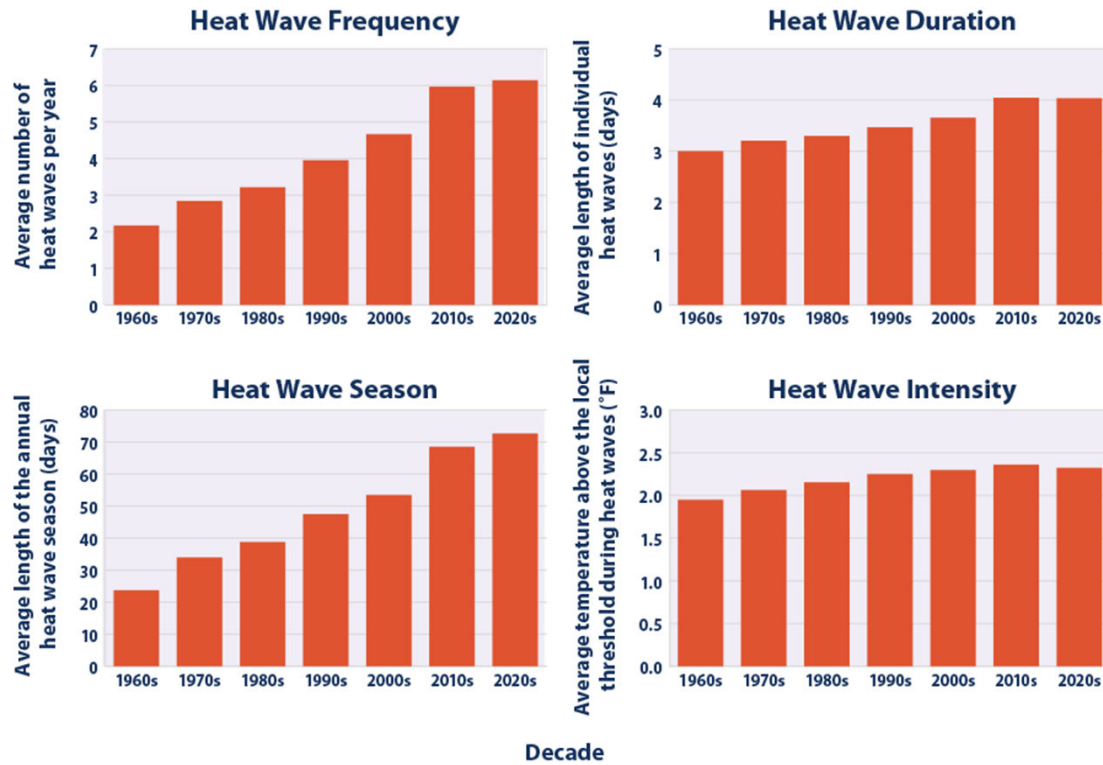 Heat Wave Frequency
Average number of
heat waves per year
7
6
5
4
3
2
1
0
1960s 1970s 1980s 1990s 2000s 2010s 2020s
Heat Wave Duration
Average length of individual
heat waves (days)
5
4
3
2
1
0
1960s 1970s 1980s 1990s 2000s 2010s 2020s
Heat Wave Season
Average length of the annual
heat wave season (days)
80
70
60
50
40
30
20
10
0
1960s 1970s 1980s 1990s 2000s 2010s 2020s
Heat Wave Intensity
Average temperature above the local
threshold during heat waves (˚F)
3.0
2.5
2.0
1.5
1.0
0.5
0.0
1960s 1970s 1980s 1990s 2000s 2010s 2020s
Decade